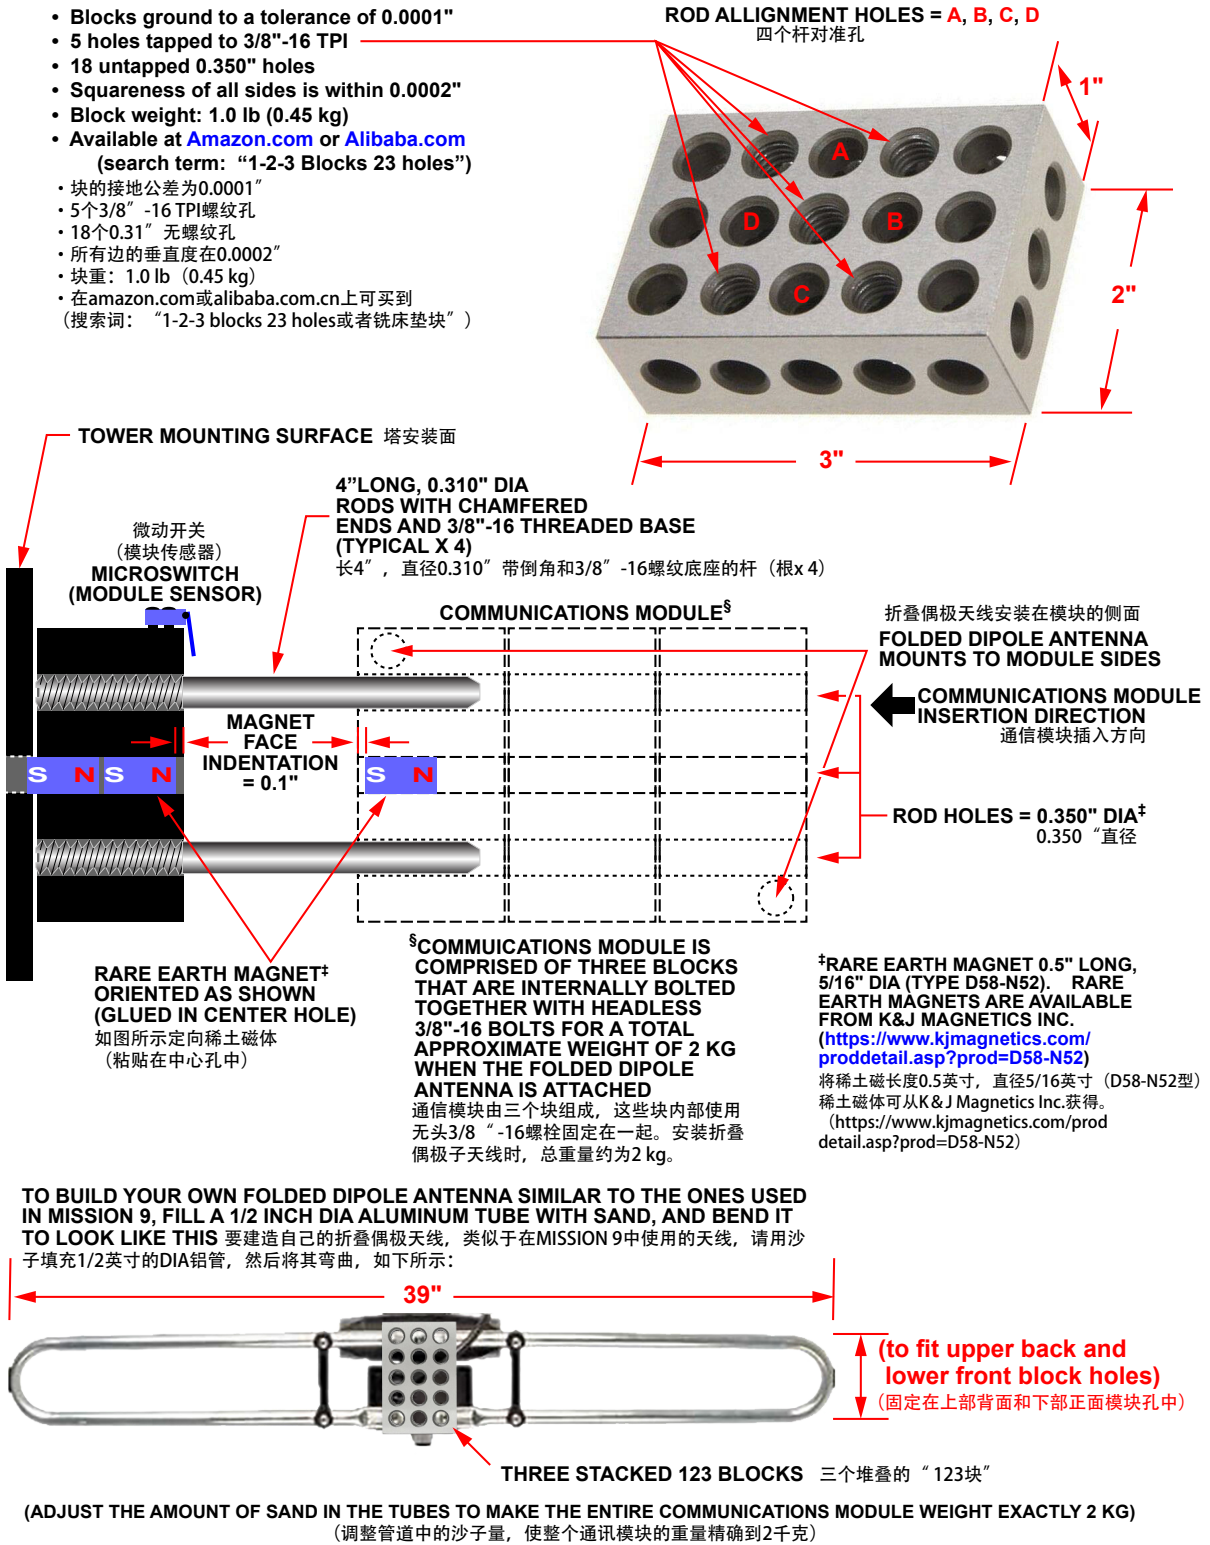 • Blocks ground to a tolerance of 0.0001"
• 5 holes tapped to 3/8"-16 TPI
• 18 untapped 0.350" holes
• Squareness of all sides is within 0.0002"
• Block weight: 1.0 lb (0.45 kg)
• Available at Amazon.com or Alibaba.com
(search term: “1-2-3 Blocks 23 holes”)
・块的接地公差为0.0001″
・5个3/8″-16 TPI螺纹孔
・18个0.31″无螺纹孔
・所有边的垂直度在0.0002″
・块重：1.0 lb（0.45 kg）
・在amazon.com或alibaba.com.cn上可买到
（搜索词：“1-2-3 blocks 23 holes或者铣床垫块”）
ROD ALLIGNMENT HOLES = A, B, C, D
四个杆对准孔
1"
A
D
B
C
2"
3"
TOWER MOUNTING SURFACE 塔安装面
4”LONG, 0.310" DIA
RODS WITH CHAMFERED
ENDS AND 3/8"-16 THREADED BASE
(TYPICAL X 4)
长4″，直径0.310″带倒角和3/8″-16螺纹底座的杆（根x 4）
微动开关
（模块传感器）
MICROSWITCH
(MODULE SENSOR)
COMMUNICATIONS MODULE§
折叠偶极天线安装在模块的侧面
FOLDED DIPOLE ANTENNA
MOUNTS TO MODULE SIDES
COMMUNICATIONS MODULE
INSERTION DIRECTION
通信模块插入方向
MAGNET
FACE
INDENTATION
= 0.1"
S N S N
S N
ROD HOLES = 0.350" DIA‡
0.350“直径
RARE EARTH MAGNET‡
ORIENTED AS SHOWN
(GLUED IN CENTER HOLE)
如图所示定向稀土磁体
（粘贴在中心孔中）
§COMMUICATIONS MODULE IS
COMPRISED OF THREE BLOCKS
THAT ARE INTERNALLY BOLTED
TOGETHER WITH HEADLESS
3/8"-16 BOLTS FOR A TOTAL
APPROXIMATE WEIGHT OF 2 KG
WHEN THE FOLDED DIPOLE
ANTENNA IS ATTACHED
通信模块由三个块组成，这些块内部使用
无头3/8“-16螺栓固定在一起。安装折叠
偶极子天线时，总重量约为2 kg。
‡RARE EARTH MAGNET 0.5" LONG,
5/16" DIA (TYPE D58-N52). RARE
EARTH MAGNETS ARE AVAILABLE
FROM K&J MAGNETICS INC.
(https://www.kjmagnetics.com/
proddetail.asp?prod=D58-N52)
将稀土磁长度0.5英寸，直径5/16英寸（D58-N52型）
稀土磁体可从K＆J Magnetics Inc.获得。
（https://www.kjmagnetics.com/prod
detail.asp?prod=D58-N52）
TO BUILD YOUR OWN FOLDED DIPOLE ANTENNA SIMILAR TO THE ONES USED
IN MISSION 9, FILL A 1/2 INCH DIA ALUMINUM TUBE WITH SAND, AND BEND IT
TO LOOK LIKE THIS 要建造自己的折叠偶极天线，类似于在MISSION 9中使用的天线，请用沙
子填充1/2英寸的DIA铝管，然后将其弯曲，如下所示：
39"
(to fit upper back and
lower front block holes)
（固定在上部背面和下部正面模块孔中）
THREE STACKED 123 BLOCKS 三个堆叠的“123块”
(ADJUST THE AMOUNT OF SAND IN THE TUBES TO MAKE THE ENTIRE COMMUNICATIONS MODULE WEIGHT EXACTLY 2 KG)
（调整管道中的沙子量，使整个通讯模块的重量精确到2千克）